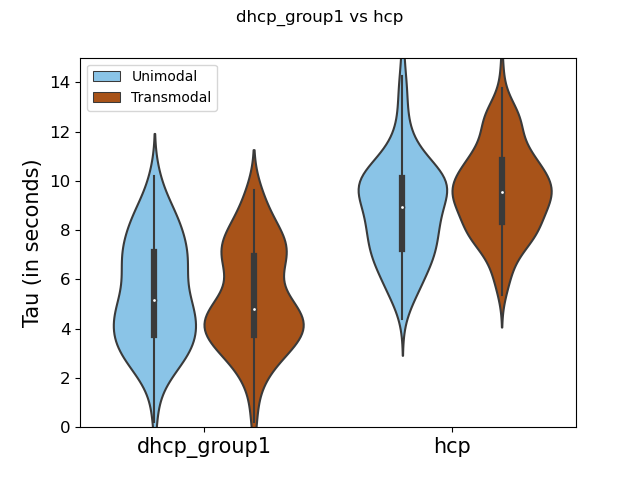 dhcp_group1 vs hcp
Unimodal
Transmodal
Tau (in seconds)
14
12
10
8
6
4
2
0
dhcp_group1
hcp